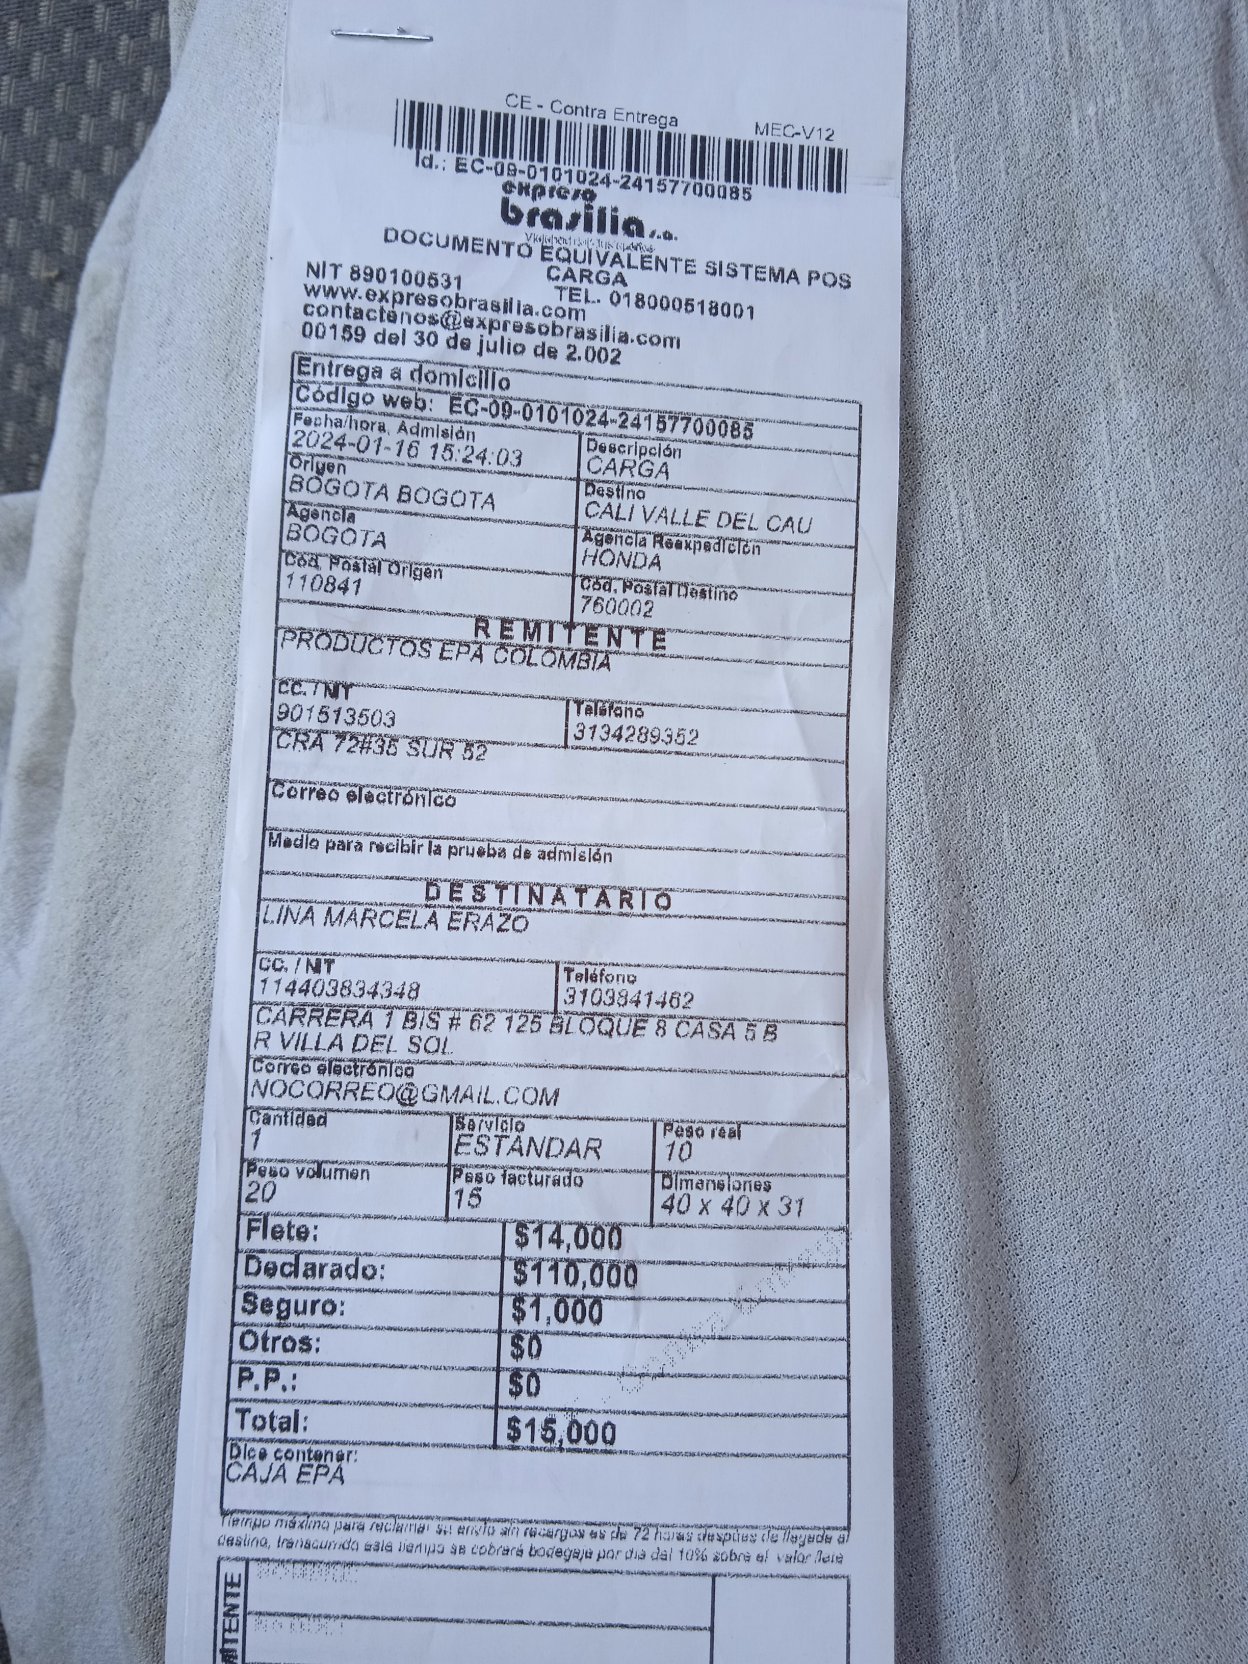 CE - Contra Entrega
MEC-V12
Id.: EC-09-0101024-24157700085
expreso
brasilia s.a.
DOCUMENTO EQUIVALENTE SISTEMA POS
CARGA
NIT 890100531 TEL. 018000518001
www.expresobrasilia.com
contactenos@expresobrasilia.com
00159 del 30 de julio de 2.002
Entrega a domicilio
Código web: EC-09-0101024-24157700085
Fecha/hora, Admisión Descripción
2024-01-16 15:24:03 CARGA
Origen Destino
BOGOTA BOGOTA CALI VALLE DEL CAU
Agencia Agencia Reexpedición
BOGOTA HONDA
Cód. Postal Origen Cód. Postal Destino
110841 760002
REMITENTE
PRODUCTOS EPA COLOMBIA
CC. / NIT Teléfono
901513503 3134289352
CRA 72#35 SUR 52
Correo electrónico
Medio para recibir la prueba de admisión
DESTINATARIO
LINA MARCELA ERAZO
CC. / NIT Teléfono
114403834348 3103841462
CARRERA 1 BIS # 62 125 BLOQUE 8 CASA 5 B
R VILLA DEL SOL
Correo electrónico
NOCORREO@GMAIL.COM
Cantidad Servicio Peso real
1 ESTANDAR 10
Peso volumen Peso facturado Dimensiones
20 15 40 x 40 x 31
Flete: $14,000
Declarado: $110,000
Seguro: $1,000
Otros: $0
P.P.: $0
Total: $15,000
Dice contener:
CAJA EPA
Tiempo máximo para reclamar su envío sin recargos es de 72 horas despúes de llegada al
destino, transcurrido este tiempo se cobrará bodegaje por día del 10% sobre el valor flete